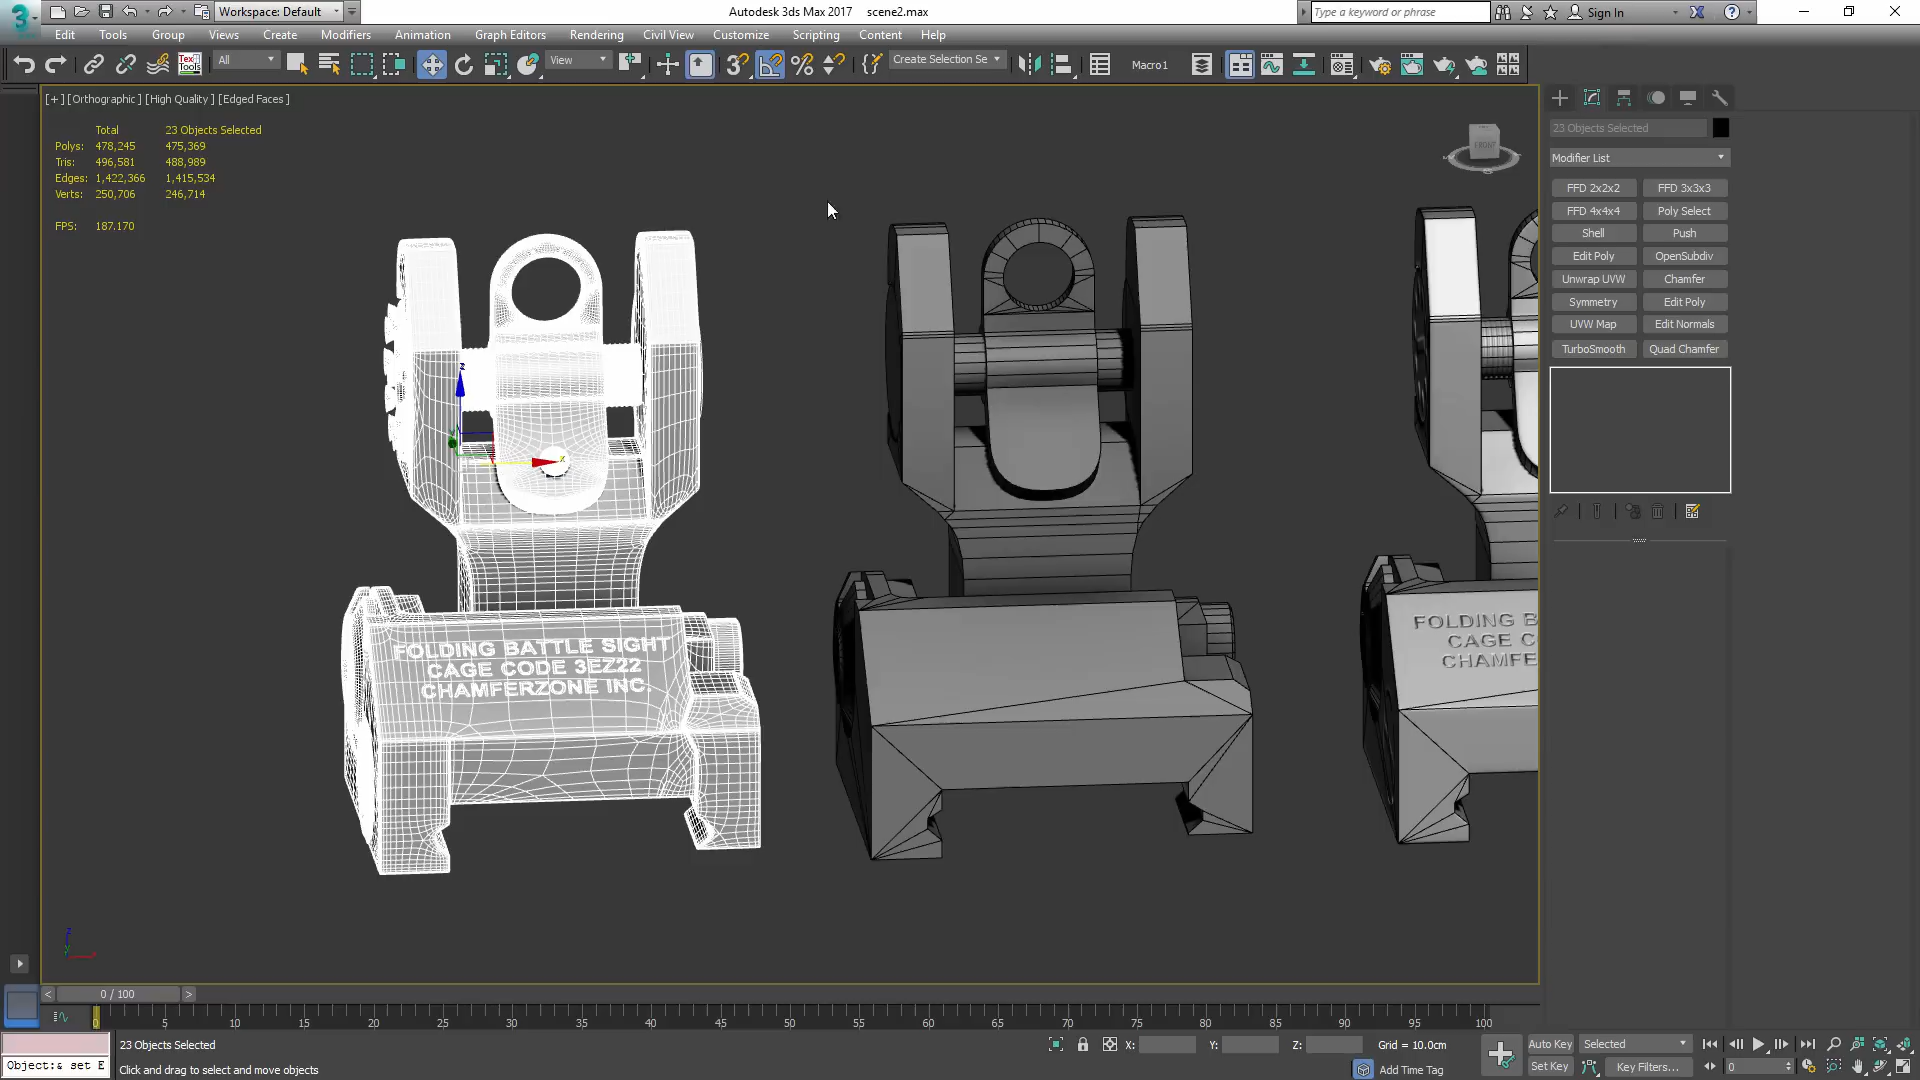 Workspace: Default
Autodesk 3ds Max 2017 scene2.max
Type a keyword or phrase
Sign In
Edit Tools Group Views Create Modifiers Animation Graph Editors Rendering Civil View Customize Scripting Content Help
All
View
Create Selection Se
Macro1
[+] [Orthographic] [High Quality] [Edged Faces]
Total 23 Objects Selected
Polys: 478,245 475,369
Tris: 496,581 488,989
Edges: 1,422,366 1,415,534
Verts: 250,706 246,714
FPS: 187.170
FRONT
23 Objects Selected
Modifier List
FFD 2x2x2 FFD 3x3x3
FFD 4x4x4 Poly Select
Shell Push
Edit Poly OpenSubdiv
Unwrap UVW Chamfer
Symmetry Edit Poly
UVW Map Edit Normals
TurboSmooth Quad Chamfer
z
x
FOLDING BATTLE SIGHT
CAGE CODE 3EZ22
CHAMFERZONE INC.
FOLDING B
CAGE C
CHAMFE
0 / 100
0 5 10 15 20 25 30 35 40 45 50 55 60 65 70 75 80 85 90 95 100
Object:& set E
23 Objects Selected
Click and drag to select and move objects
X: Y: Z: Grid = 10.0cm
Add Time Tag
Auto Key Selected
Set Key Key Filters...
0